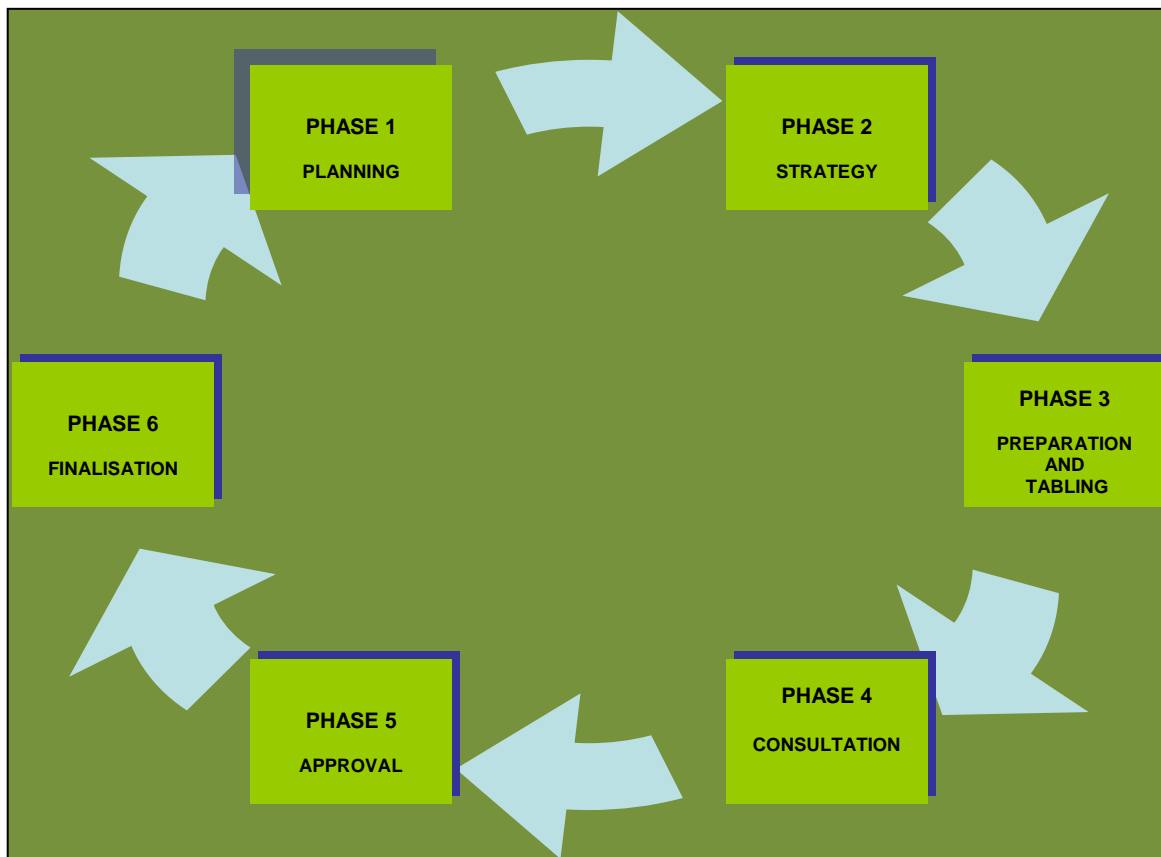 PHASE 1
PLANNING
PHASE 2
STRATEGY
PHASE 3
PREPARATION
AND
TABLING
PHASE 4
CONSULTATION
PHASE 5
APPROVAL
PHASE 6
FINALISATION